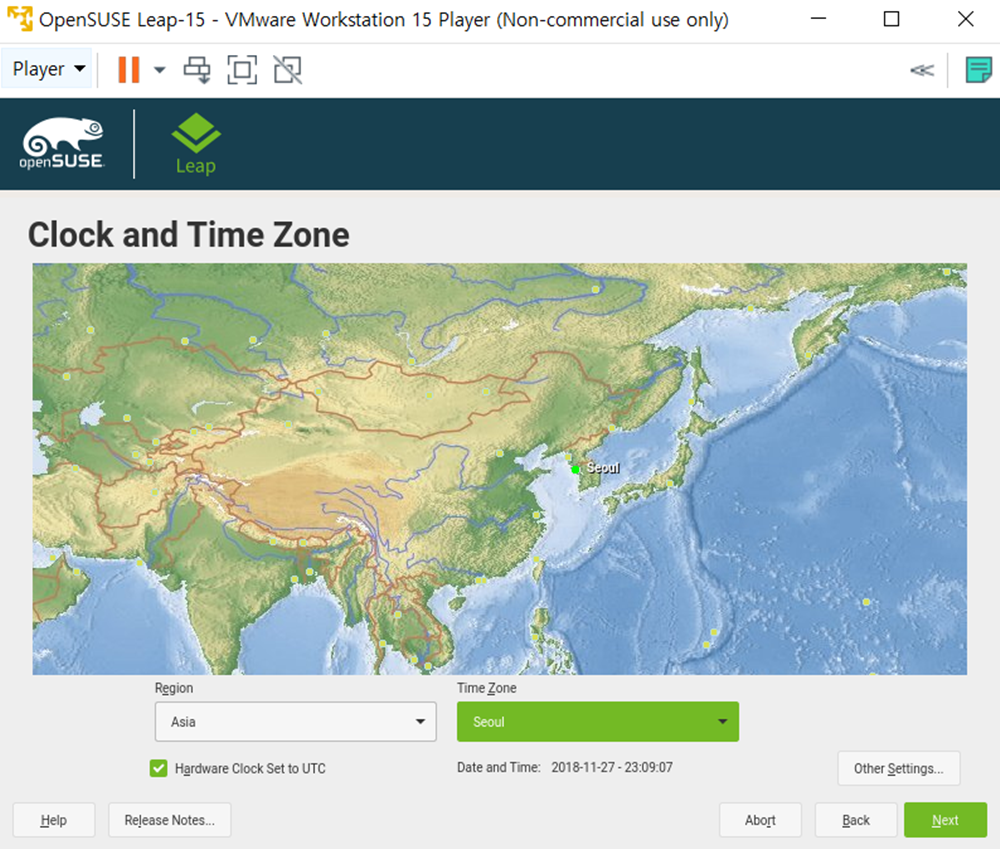 OpenSUSE Leap-15 - VMware Workstation 15 Player (Non-commercial use only)
Player
openSUSE
Leap
Clock and Time Zone
Seoul
Region
Time Zone
Asia
Seoul
Hardware Clock Set to UTC
Date and Time: 2018-11-27 - 23:09:07
Other Settings...
Help
Release Notes...
Abort
Back
Next